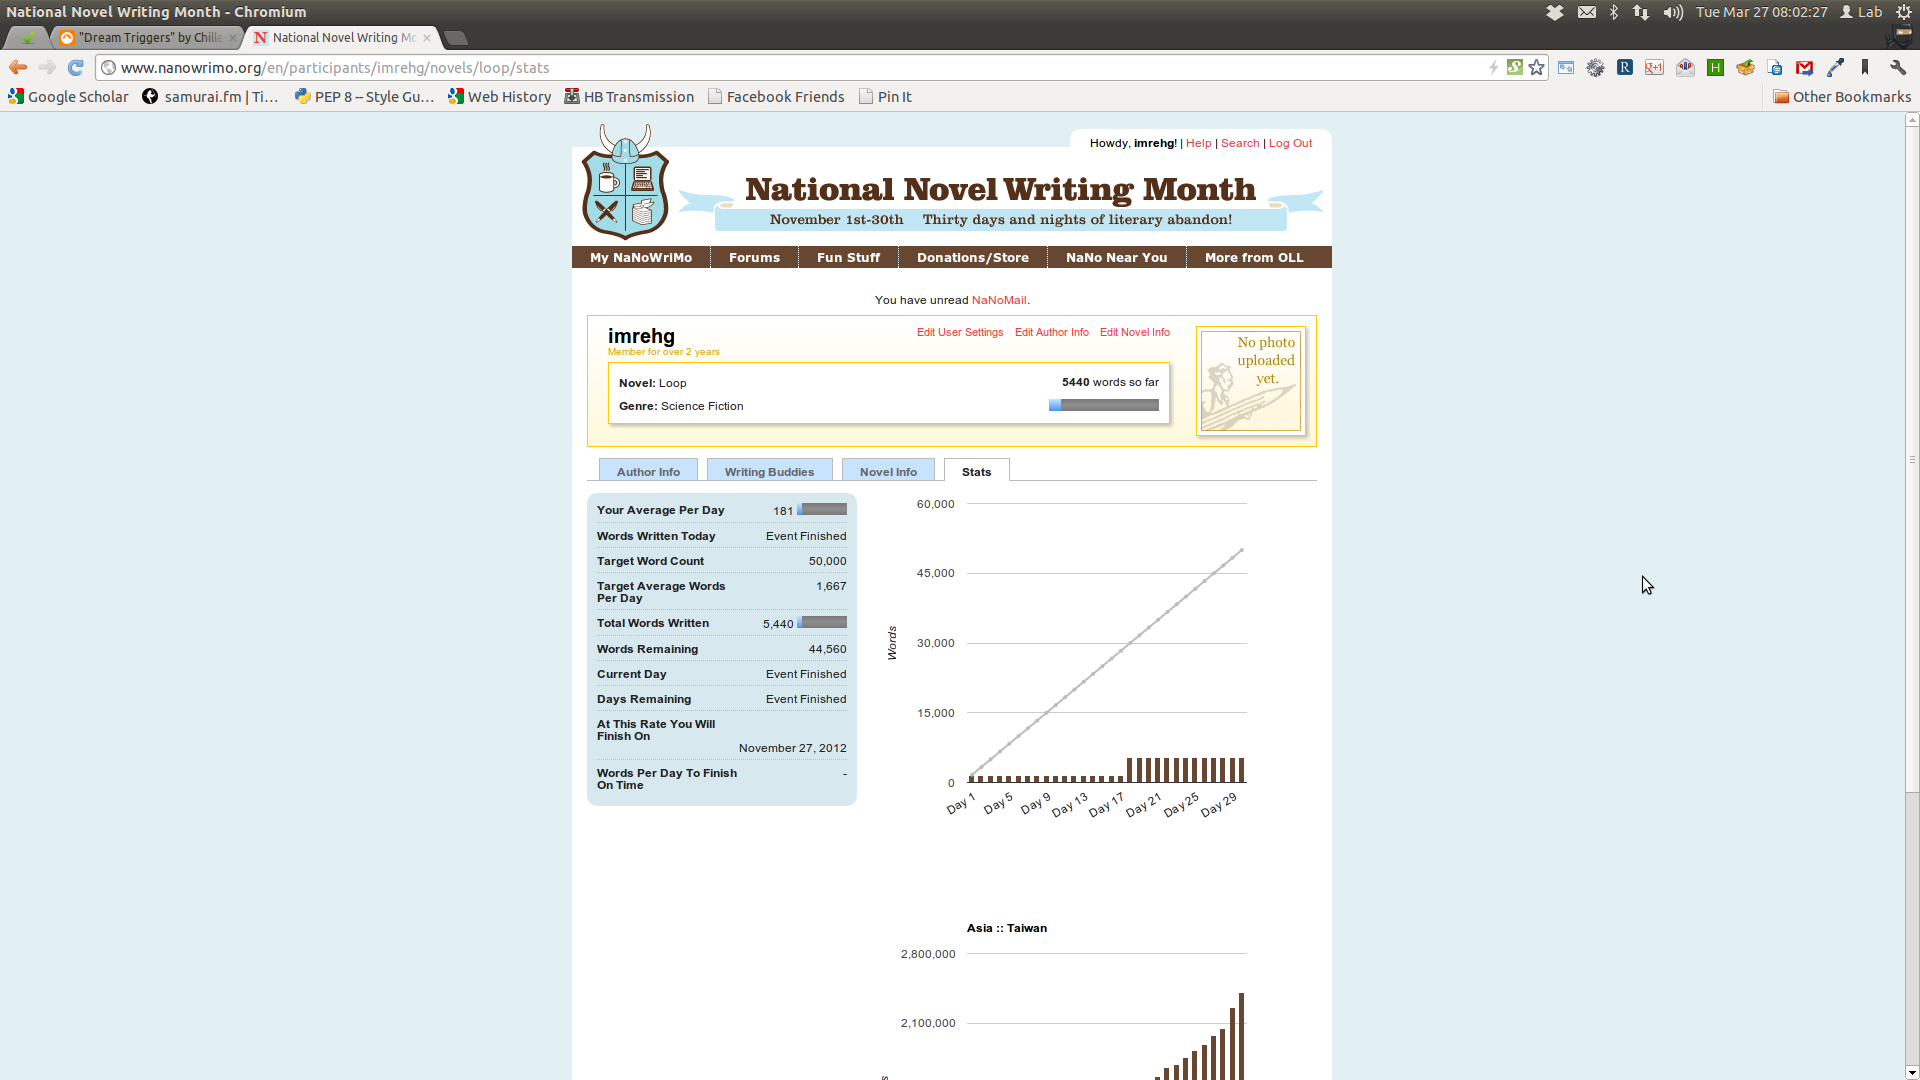 National Novel Writing Month - Chromium
Tue Mar 27 08:02:27 Lab
"Dream Triggers" by Chille
National Novel Writing Mo
www.nanowrimo.org/en/participants/imrehg/novels/loop/stats
Google Scholar samurai.fm | Ti... PEP 8 – Style Gu... Web History HB Transmission Facebook Friends Pin It Other Bookmarks
Howdy, imrehg! | Help | Search | Log Out
National Novel Writing Month
November 1st-30th Thirty days and nights of literary abandon!
My NaNoWriMo Forums Fun Stuff Donations/Store NaNo Near You More from OLL
You have unread NaNoMail.
imrehg
Member for over 2 years
Edit User Settings Edit Author Info Edit Novel Info
Novel: Loop
5440 words so far
Genre: Science Fiction
No photo
uploaded
yet.
Author Info Writing Buddies Novel Info Stats
Your Average Per Day 181
Words Written Today Event Finished
Target Word Count 50,000
Target Average Words
Per Day
1,667
Total Words Written 5,440
Words Remaining 44,560
Current Day Event Finished
Days Remaining Event Finished
At This Rate You Will
Finish On
November 27, 2012
Words Per Day To Finish
On Time
-
60,000
45,000
30,000
15,000
0
Words
Day 1 Day 5 Day 9 Day 13 Day 17 Day 21 Day 25 Day 29
Asia :: Taiwan
2,800,000
2,100,000